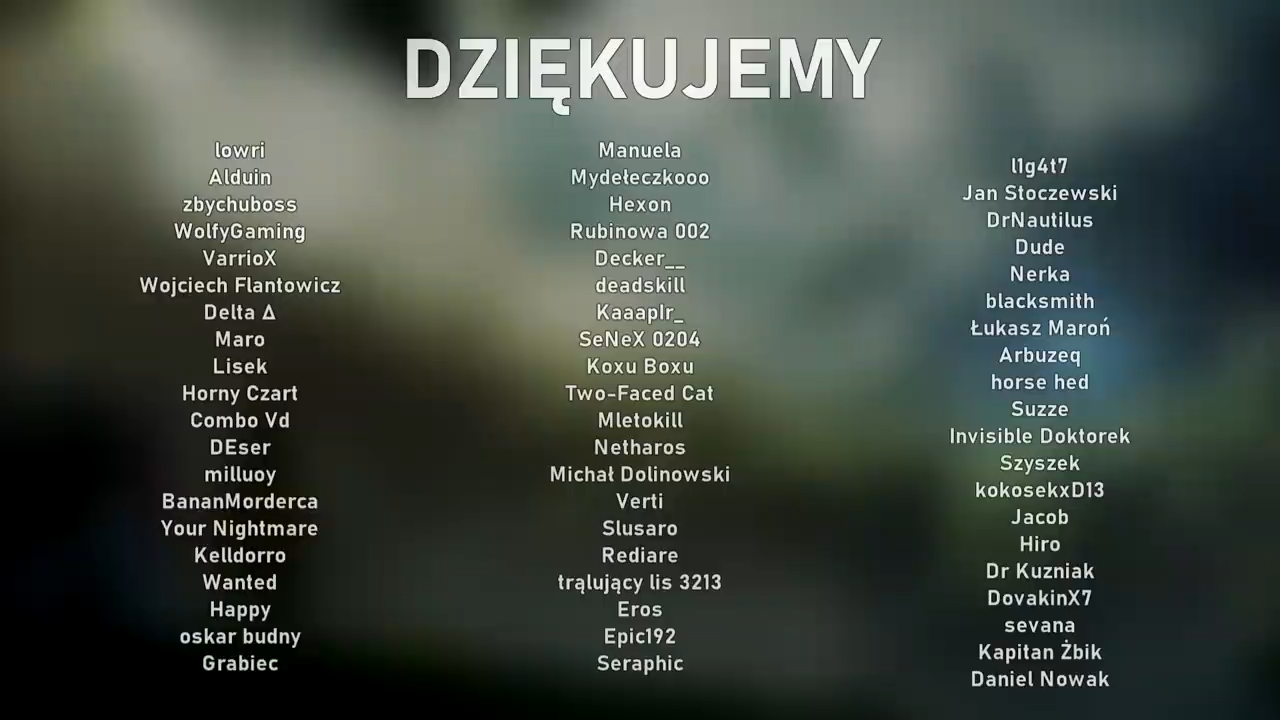 DZIĘKUJEMY
lowri
Alduin
zbychuboss
WolfyGaming
VarrioX
Wojciech Flantowicz
Delta Δ
Maro
Lisek
Horny Czart
Combo Vd
DEser
milluoy
BananMorderca
Your Nightmare
Kelldorro
Wanted
Happy
oskar budny
Grabiec
Manuela
Mydełeczkooo
Hexon
Rubinowa 002
Decker__
deadskill
KaaapIr_
SeNeX 0204
Koxu Boxu
Two-Faced Cat
Mletokill
Netharos
Michał Dolinowski
Verti
Slusaro
Rediare
trąlujący lis 3213
Eros
Epic192
Seraphic
l1g4t7
Jan Stoczewski
DrNautilus
Dude
Nerka
blacksmith
Łukasz Maroń
Arbuzeq
horse hed
Suzze
Invisible Doktorek
Szyszek
kokosekxD13
Jacob
Hiro
Dr Kuzniak
DovakinX7
sevana
Kapitan Żbik
Daniel Nowak